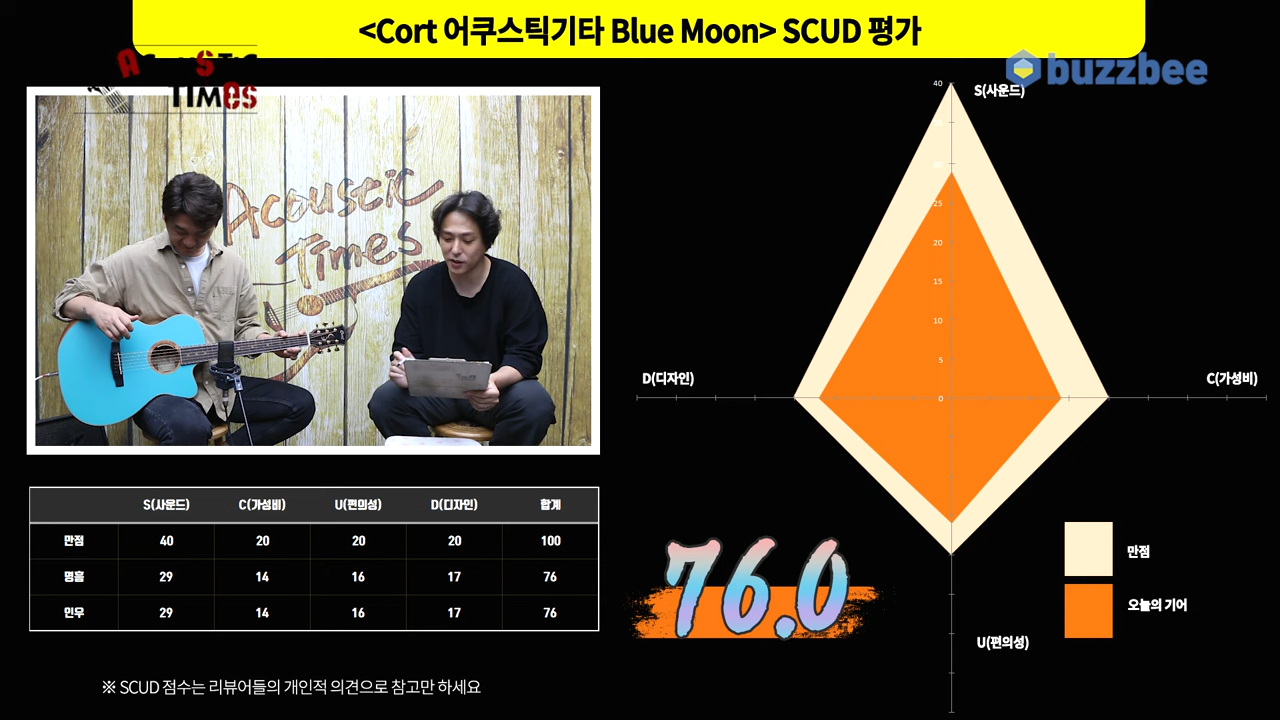 <Cort 어쿠스틱기타 Blue Moon> SCUD 평가
ACOUSTIC
TIMES
buzzbee
Acoustic
Times
S(사운드)
40
30
25
20
15
10
5
0
D(디자인)
C(가성비)
U(편의성)
S(사운드) C(가성비) U(편의성) D(디자인) 합계
만점 40 20 20 20 100
명흠 29 14 16 17 76
인우 29 14 16 17 76
76.0
만점
오늘의 기어
※ SCUD 점수는 리뷰어들의 개인적 의견으로 참고만 하세요